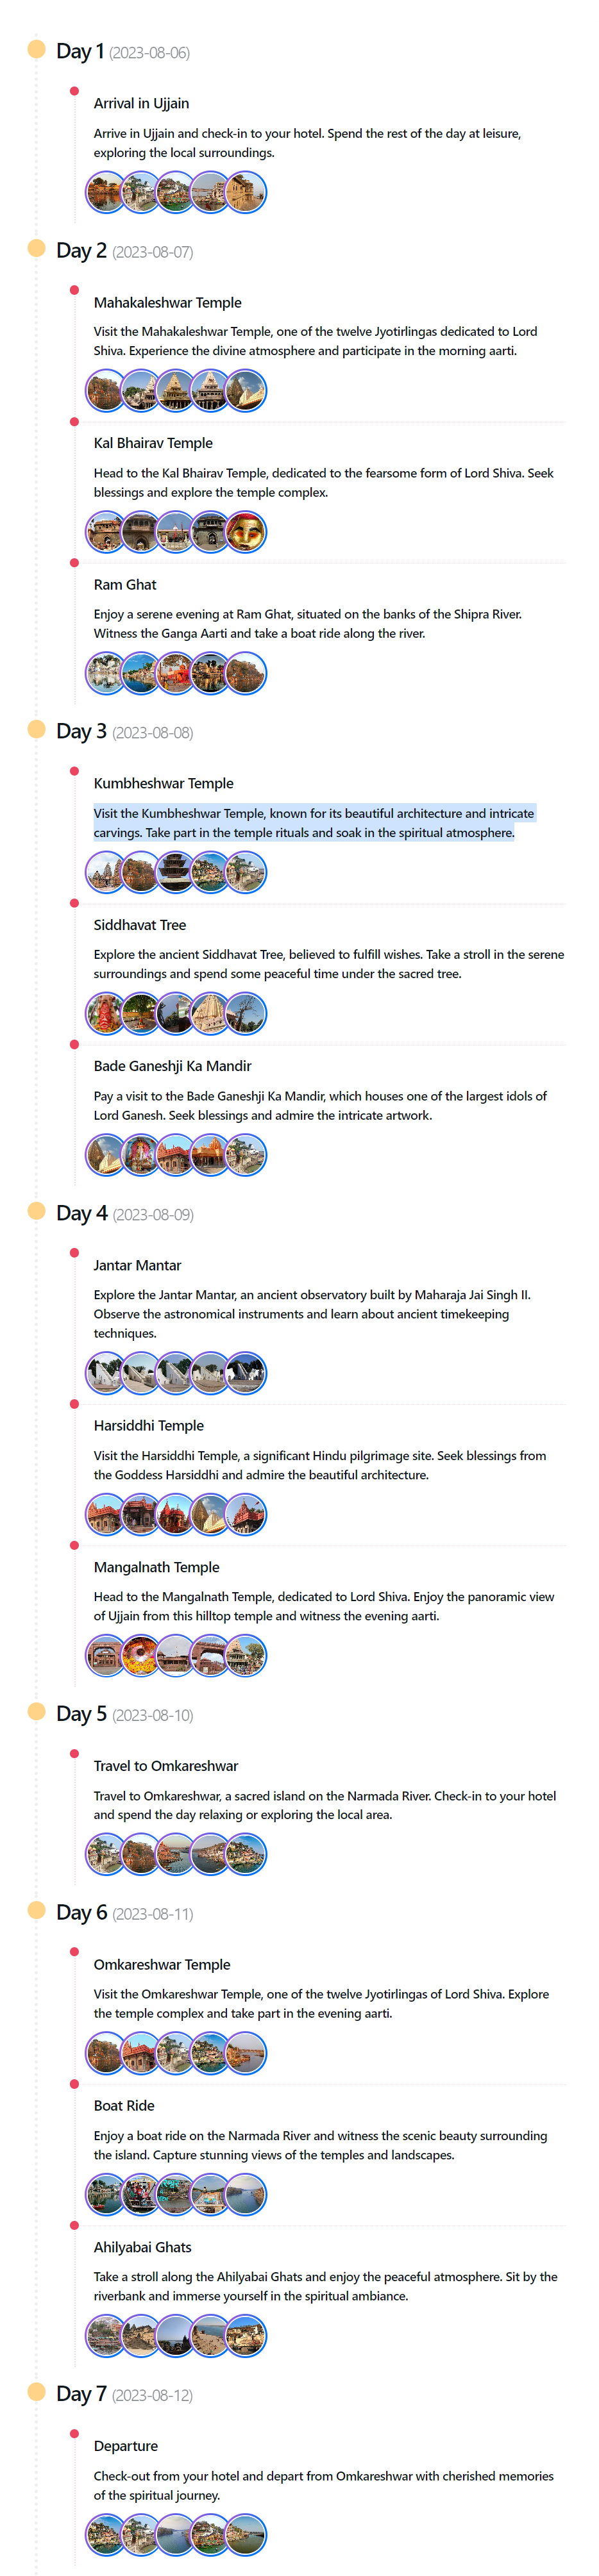 Day 1 (2023-08-06)
Arrival in Ujjain
Arrive in Ujjain and check-in to your hotel. Spend the rest of the day at leisure,
exploring the local surroundings.
Day 2 (2023-08-07)
Mahakaleshwar Temple
Visit the Mahakaleshwar Temple, one of the twelve Jyotirlingas dedicated to Lord
Shiva. Experience the divine atmosphere and participate in the morning aarti.
Kal Bhairav Temple
Head to the Kal Bhairav Temple, dedicated to the fearsome form of Lord Shiva. Seek
blessings and explore the temple complex.
Ram Ghat
Enjoy a serene evening at Ram Ghat, situated on the banks of the Shipra River.
Witness the Ganga Aarti and take a boat ride along the river.
Day 3 (2023-08-08)
Kumbheshwar Temple
Visit the Kumbheshwar Temple, known for its beautiful architecture and intricate
carvings. Take part in the temple rituals and soak in the spiritual atmosphere.
Siddhavat Tree
Explore the ancient Siddhavat Tree, believed to fulfill wishes. Take a stroll in the serene
surroundings and spend some peaceful time under the sacred tree.
Bade Ganeshji Ka Mandir
Pay a visit to the Bade Ganeshji Ka Mandir, which houses one of the largest idols of
Lord Ganesh. Seek blessings and admire the intricate artwork.
Day 4 (2023-08-09)
Jantar Mantar
Explore the Jantar Mantar, an ancient observatory built by Maharaja Jai Singh II.
Observe the astronomical instruments and learn about ancient timekeeping
techniques.
Harsiddhi Temple
Visit the Harsiddhi Temple, a significant Hindu pilgrimage site. Seek blessings from
the Goddess Harsiddhi and admire the beautiful architecture.
Mangalnath Temple
Head to the Mangalnath Temple, dedicated to Lord Shiva. Enjoy the panoramic view
of Ujjain from this hilltop temple and witness the evening aarti.
Day 5 (2023-08-10)
Travel to Omkareshwar
Travel to Omkareshwar, a sacred island on the Narmada River. Check-in to your hotel
and spend the day relaxing or exploring the local area.
Day 6 (2023-08-11)
Omkareshwar Temple
Visit the Omkareshwar Temple, one of the twelve Jyotirlingas of Lord Shiva. Explore
the temple complex and take part in the evening aarti.
Boat Ride
Enjoy a boat ride on the Narmada River and witness the scenic beauty surrounding
the island. Capture stunning views of the temples and landscapes.
Ahilyabai Ghats
Take a stroll along the Ahilyabai Ghats and enjoy the peaceful atmosphere. Sit by the
riverbank and immerse yourself in the spiritual ambiance.
Day 7 (2023-08-12)
Departure
Check-out from your hotel and depart from Omkareshwar with cherished memories
of the spiritual journey.